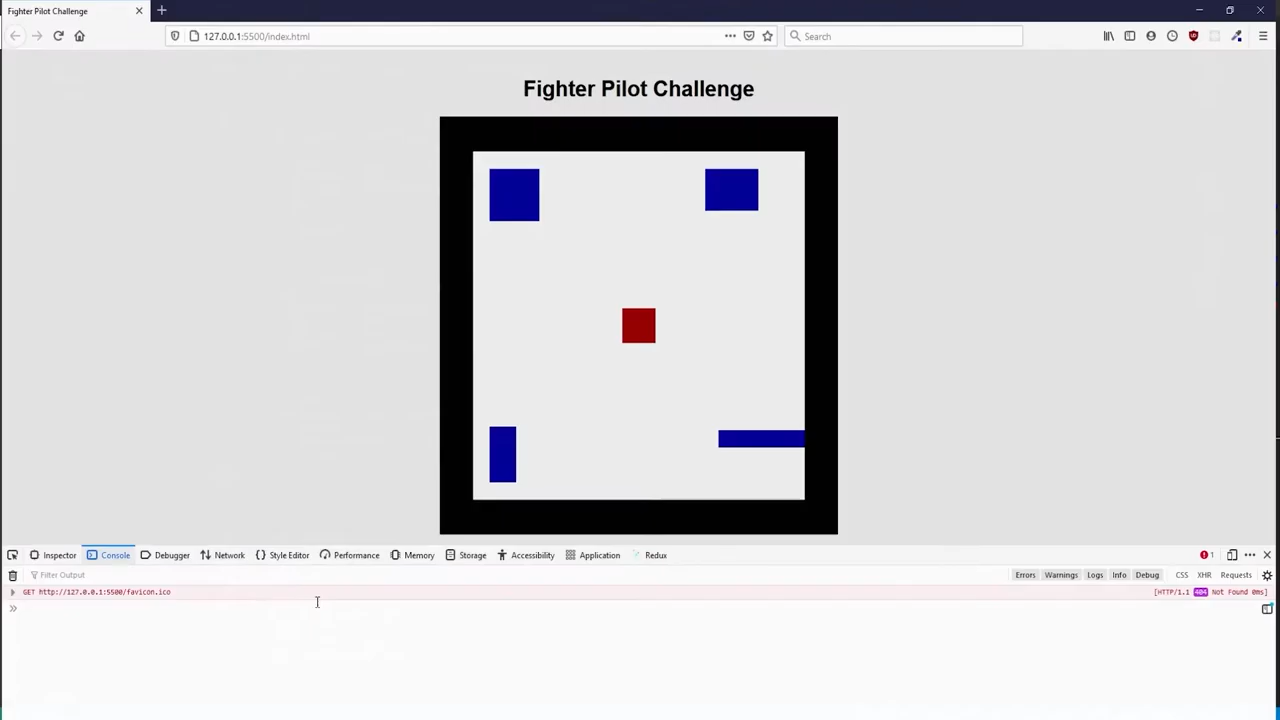 Fighter Pilot Challenge
127.0.0.1:5500/index.html
Search
Fighter Pilot Challenge
Inspector Console Debugger Network Style Editor Performance Memory Storage Accessibility Application Redux 1
Filter Output Errors Warnings Logs Info Debug CSS XHR Requests
GET http://127.0.0.1:5500/favicon.ico [HTTP/1.1 404 Not Found 0ms]